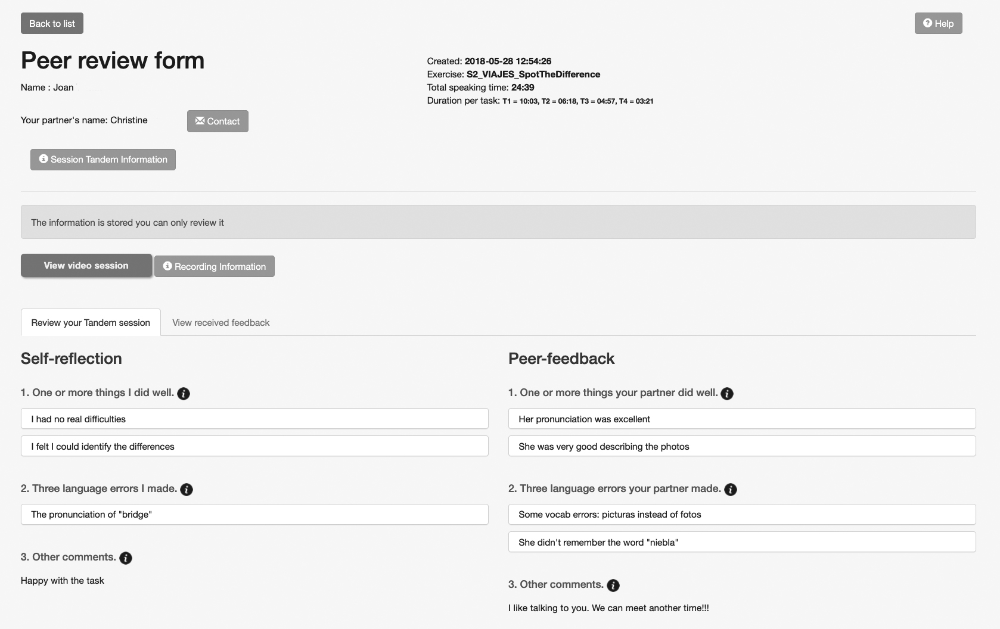 Back to list
Help
Peer review form
Name : Joan
Your partner's name: Christine
Contact
Session Tandem Information
Created: 2018-05-28 12:54:26
Exercise: S2_VIAJES_SpotTheDifference
Total speaking time: 24:39
Duration per task: T1 = 10:03, T2 = 06:18, T3 = 04:57, T4 = 03:21
The information is stored you can only review it
View video session
Recording Information
Review your Tandem session
View received feedback
Self-reflection
1. One or more things I did well.
I had no real difficulties
I felt I could identify the differences
2. Three language errors I made.
The pronunciation of "bridge"
3. Other comments.
Happy with the task
Peer-feedback
1. One or more things your partner did well.
Her pronunciation was excellent
She was very good describing the photos
2. Three language errors your partner made.
Some vocab errors: picturas instead of fotos
She didn't remember the word "niebla"
3. Other comments.
I like talking to you. We can meet another time!!!